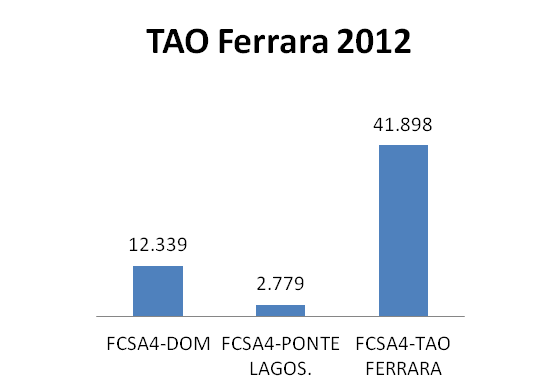 TAO Ferrara 2012
41.898
12.339
2.779
FCSA4-DOM
FCSA4-PONTE
LAGOS.
FCSA4-TAO
FERRARA